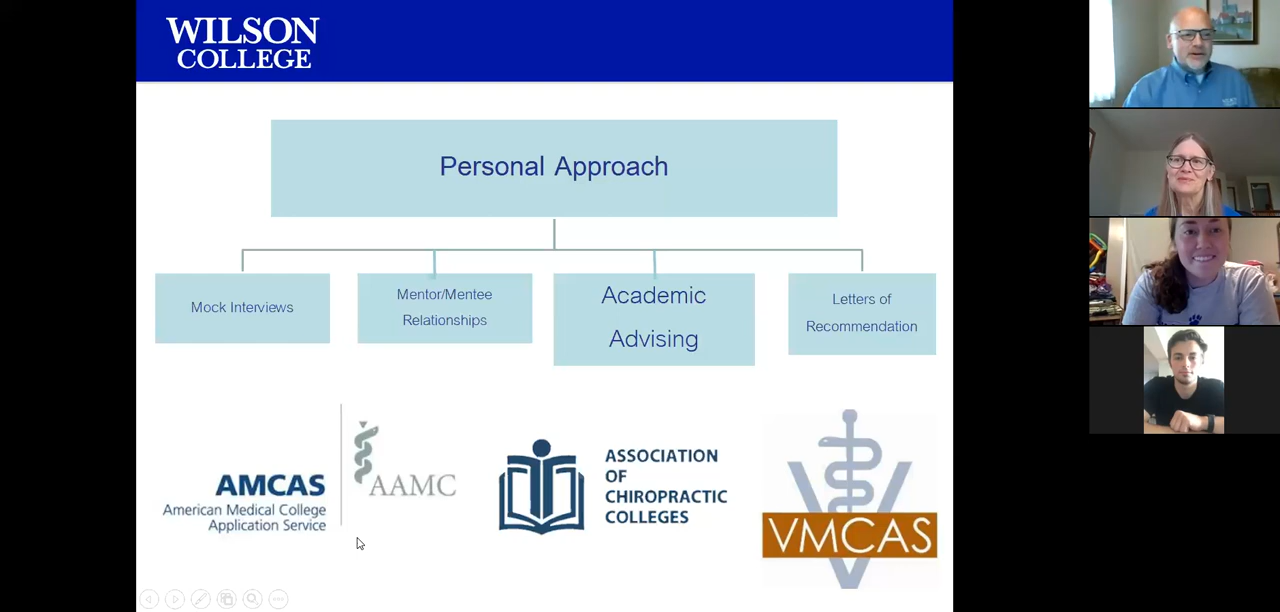 WILSON
COLLEGE
Personal Approach
Mock Interviews
Mentor/Mentee
Relationships
Academic
Advising
Letters of
Recommendation
AMCAS
American Medical College
Application Service
AAMC
ASSOCIATION
OF
CHIROPRACTIC
COLLEGES
VMCAS